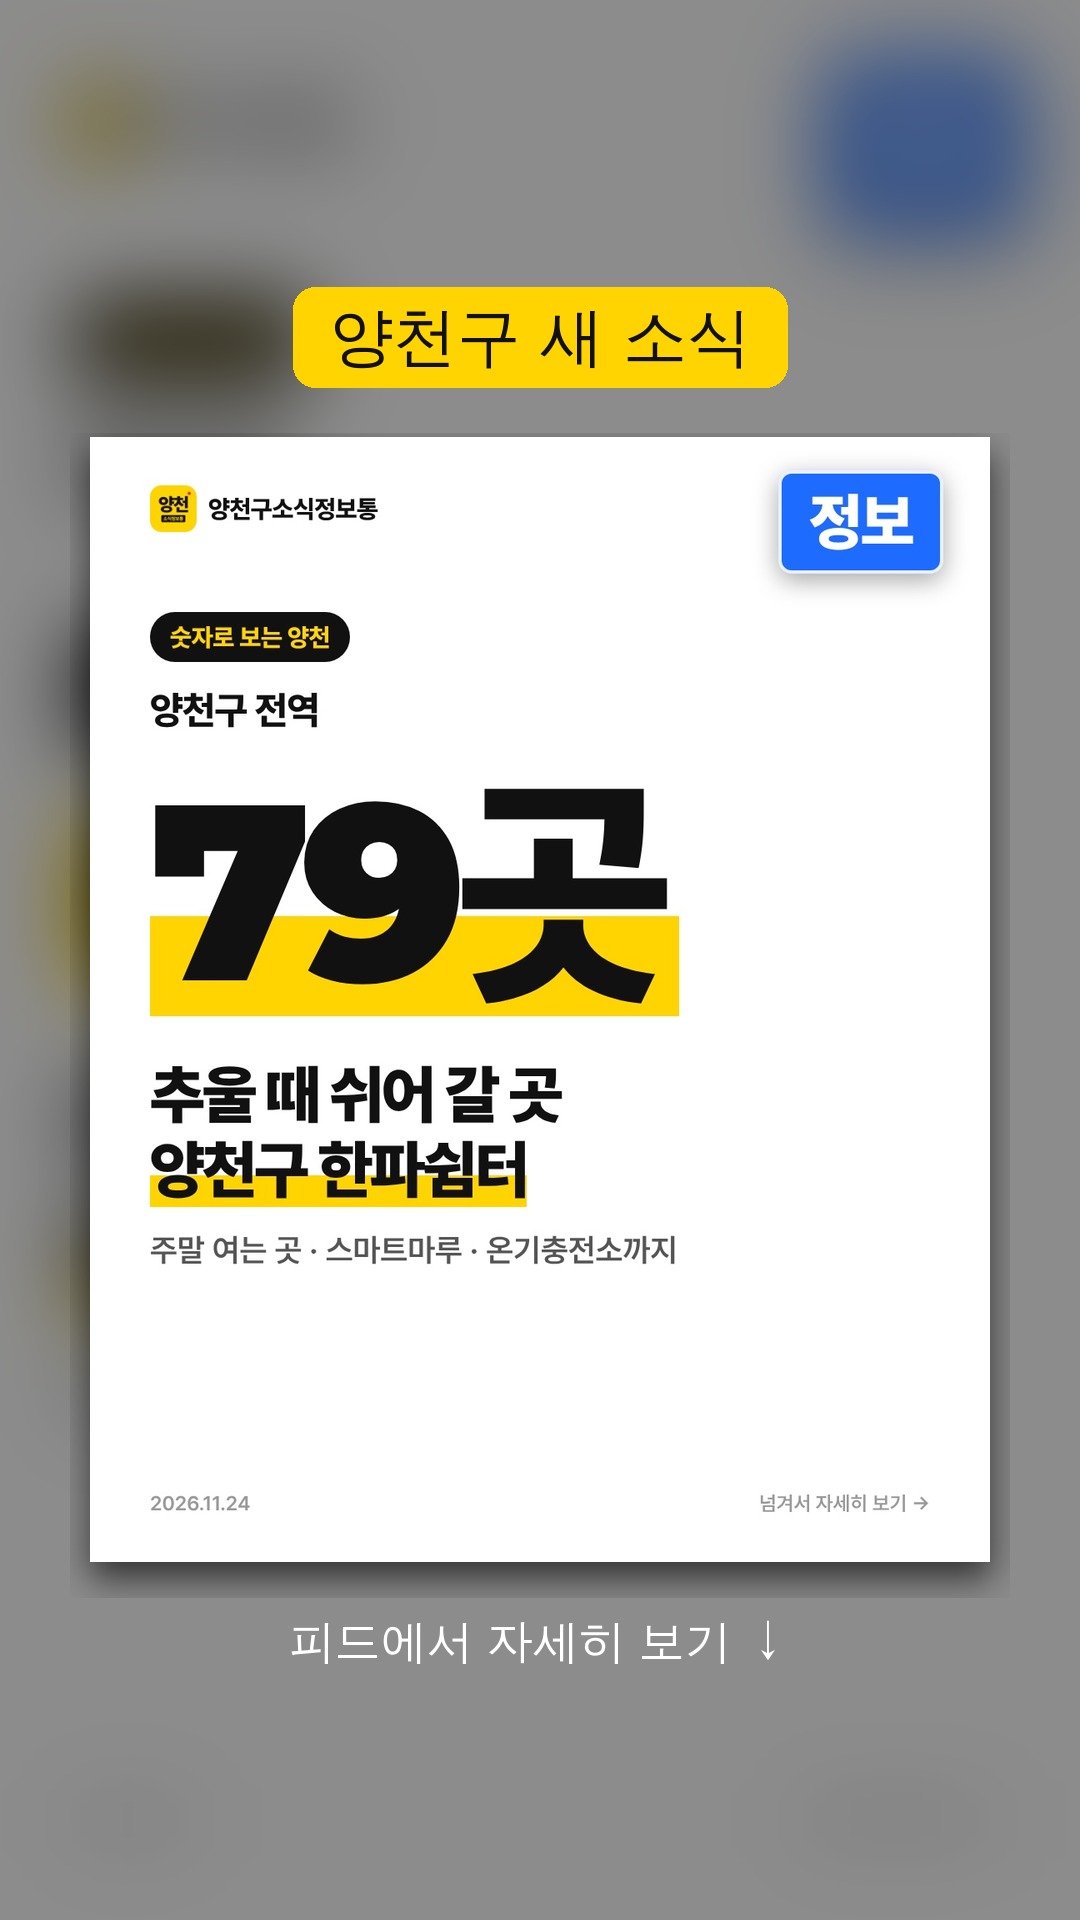 양천구 새 소식
양천
양천구소식정보통
정보
숫자로 보는 양천
양천구 전역
79곳
추울 때 쉬어 갈 곳
양천구 한파쉼터
주말 여는 곳 · 스마트마루 · 온기충전소까지
2026.11.24
넘겨서 자세히 보기 →
피드에서 자세히 보기 ↓